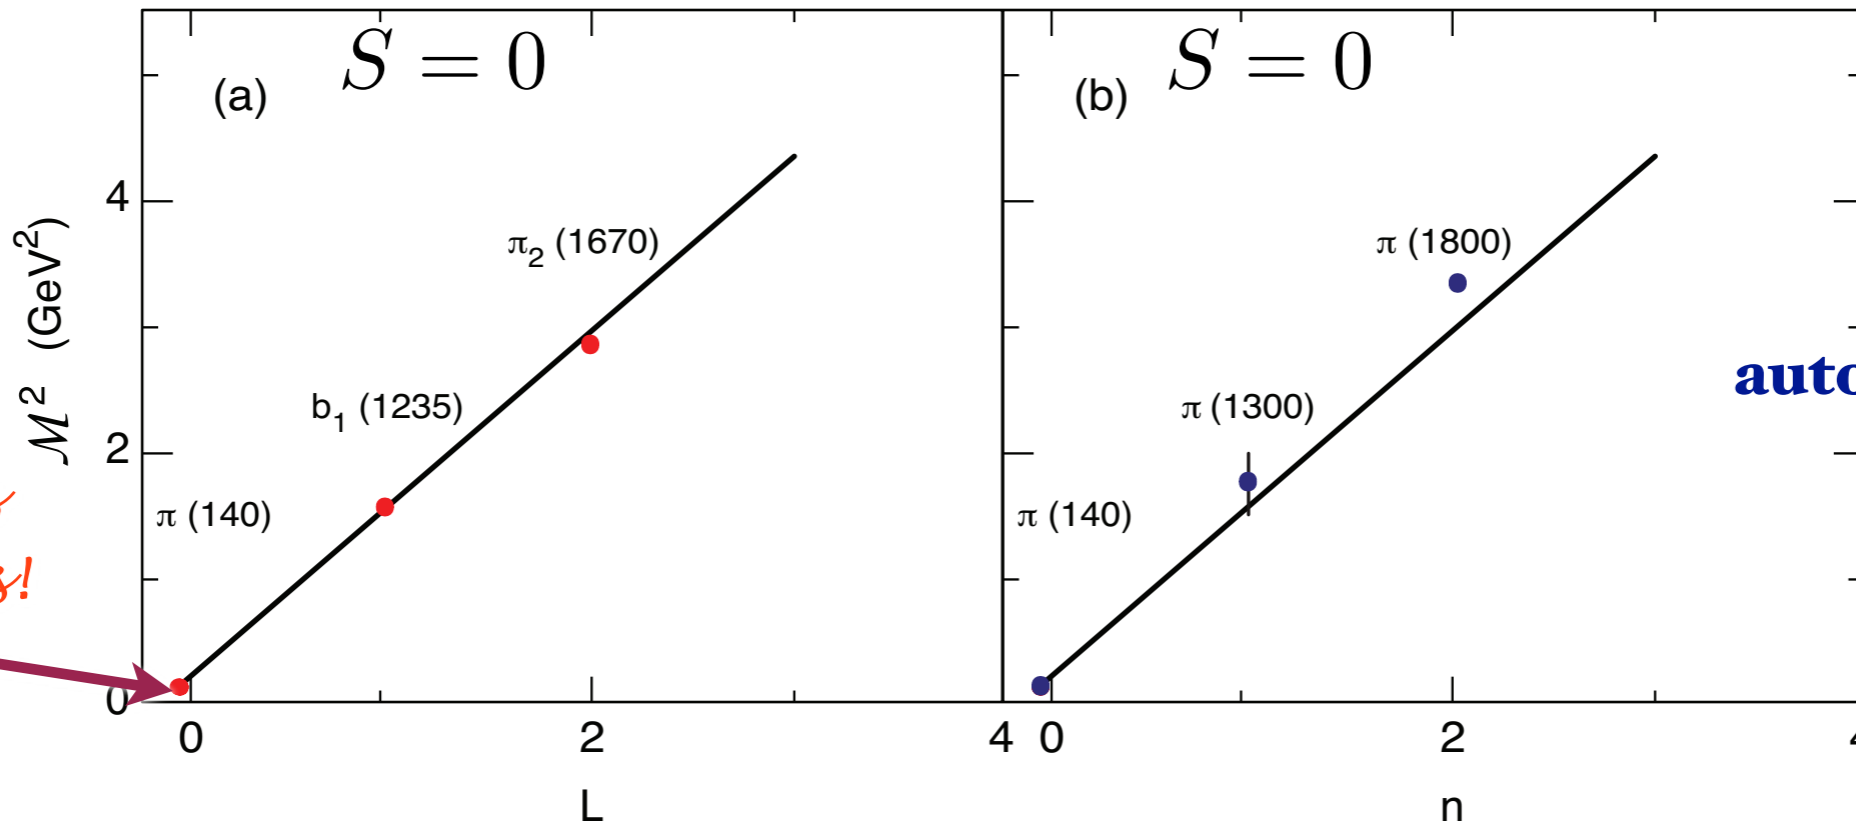 (a) S = 0
(b) S = 0
ℳ² (GeV²)
4
2
0
π₂ (1670)
b₁ (1235)
π (140)
π (1800)
π (1300)
π (140)
0 2 4
0 2
L
n